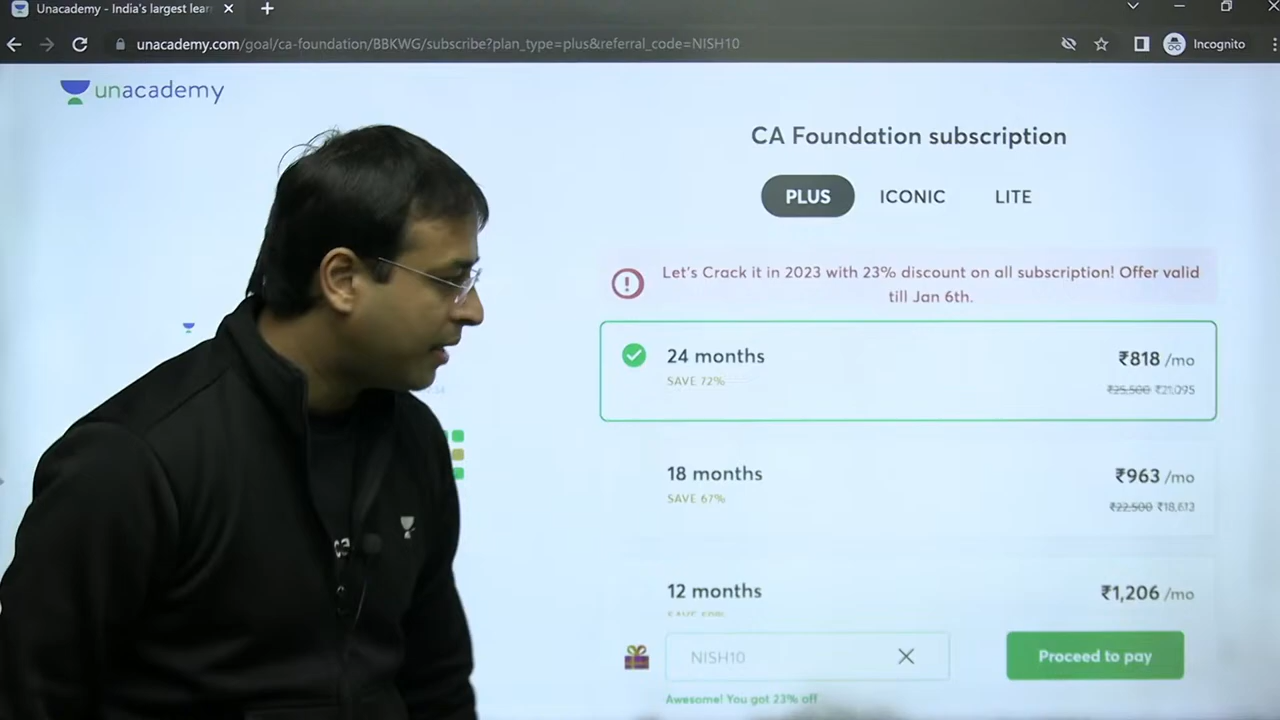 Unacademy - India's largest lear
unacademy.com/goal/ca-foundation/BBKWG/subscribe?plan_type=plus&referral_code=NISH10
Incognito
unacademy
CA Foundation subscription
PLUS ICONIC LITE
Let's Crack it in 2023 with 23% discount on all subscription! Offer valid
till Jan 6th.
24 months ₹818 /mo
SAVE 72% ₹25,500 ₹21,095
18 months ₹963 /mo
SAVE 67% ₹22,500 ₹18,613
12 months ₹1,206 /mo
NISH10
Proceed to pay
Awesome! You got 23% off